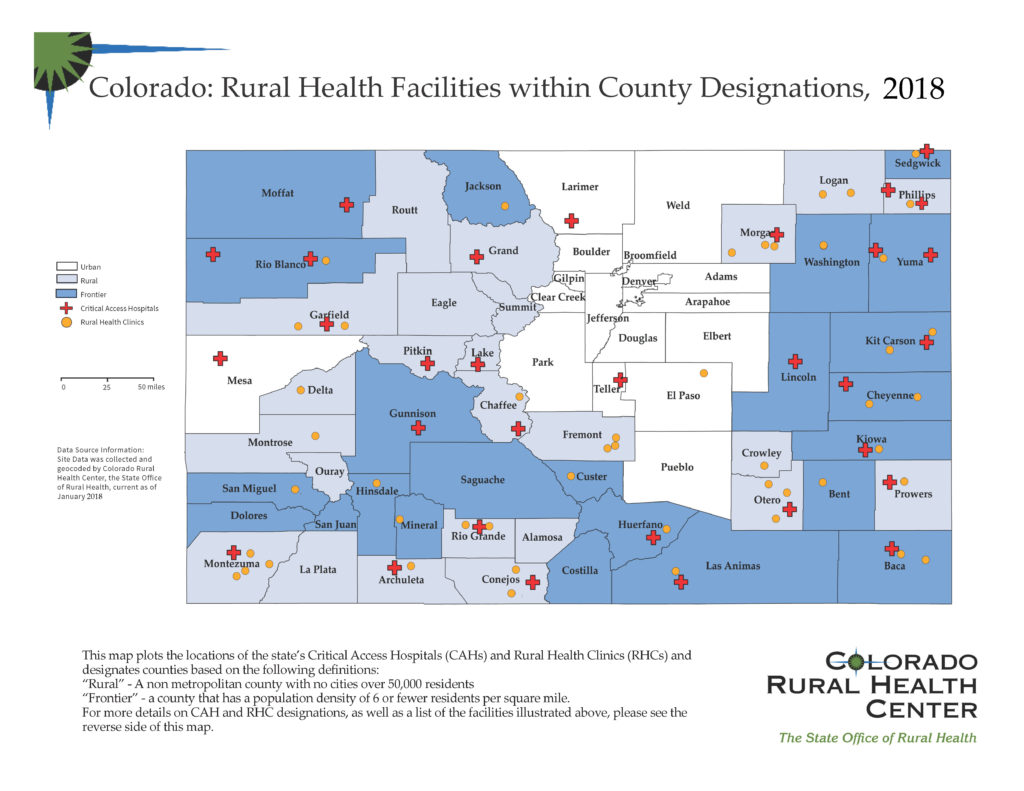 Colorado: Rural Health Facilities within County Designations, 2018
Sedgwick
Logan
Phillips
Moffat
Jackson
Larimer
Routt
Weld
Morgan
Grand
Boulder
Broomfield
Rio Blanco
Washington
Yuma
Gilpin
Denver
Adams
Clear Creek
Eagle
Summit
Arapahoe
Garfield
Jefferson
Douglas
Elbert
Kit Carson
Pitkin
Lake
Park
Mesa
Lincoln
Delta
Teller
El Paso
Cheyenne
Chaffee
Gunnison
Fremont
Montrose
Kiowa
Crowley
Pueblo
Ouray
Saguache
Custer
San Miguel
Hinsdale
Otero
Bent
Prowers
Dolores
San Juan
Mineral
Huerfano
Rio Grande
Alamosa
Montezuma
La Plata
Archuleta
Conejos
Costilla
Las Animas
Baca
Urban
Rural
Frontier
Critical Access Hospitals
Rural Health Clinics
0 25 50 miles
Data Source Information:
Site Data was collected and
geocoded by Colorado Rural
Health Center, the State Office
of Rural Health, current as of
January 2018
This map plots the locations of the state's Critical Access Hospitals (CAHs) and Rural Health Clinics (RHCs) and
designates counties based on the following definitions:
"Rural" - A non metropolitan county with no cities over 50,000 residents
"Frontier" - a county that has a population density of 6 or fewer residents per square mile.
For more details on CAH and RHC designations, as well as a list of the facilities illustrated above, please see the
reverse side of this map.
COLORADO
RURAL HEALTH
CENTER
The State Office of Rural Health